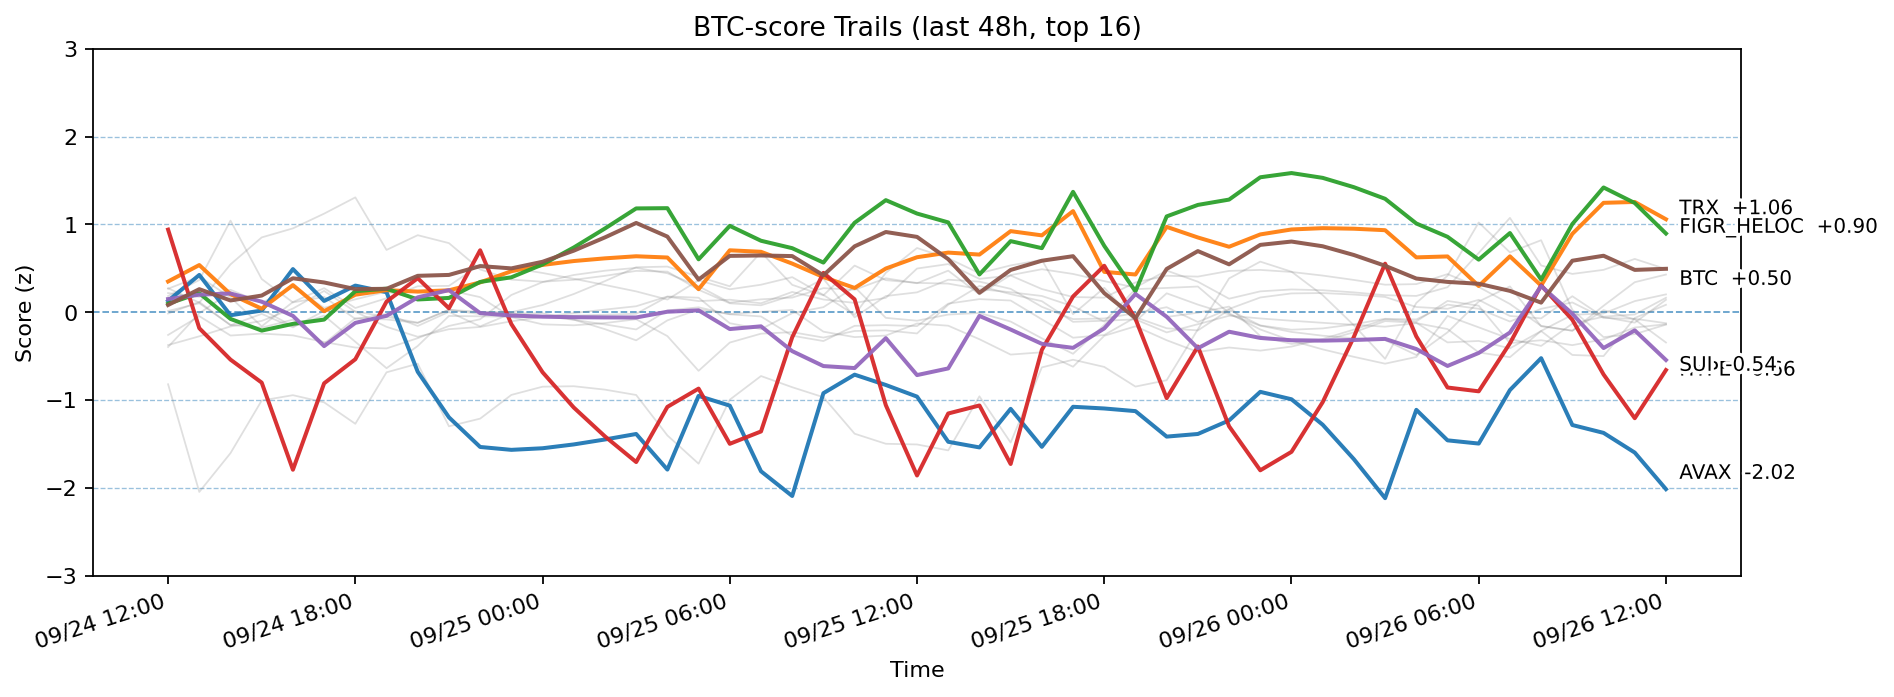 BTC-score Trails (last 48h, top 16)
Score (z)
3
2
1
0
−1
−2
−3
TRX +1.06
FIGR_HELOC +0.90
BTC +0.50
SUI -0.54
AVAX -2.02
09/24 12:00
09/24 18:00
09/25 00:00
09/25 06:00
09/25 12:00
09/25 18:00
09/26 00:00
09/26 06:00
09/26 12:00
Time